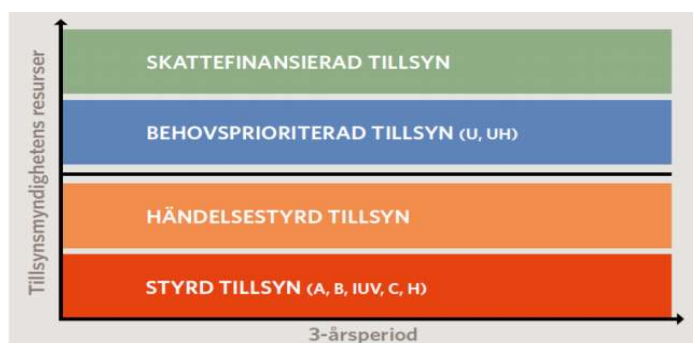 Tillsynsmyndighetens resurser
SKATTEFINANSIERAD TILLSYN
BEHOVSPRIORITERAD TILLSYN (U, UH)
HÄNDELSESTYRD TILLSYN
STYRD TILLSYN (A, B, IUV, C, H)
3-årsperiod